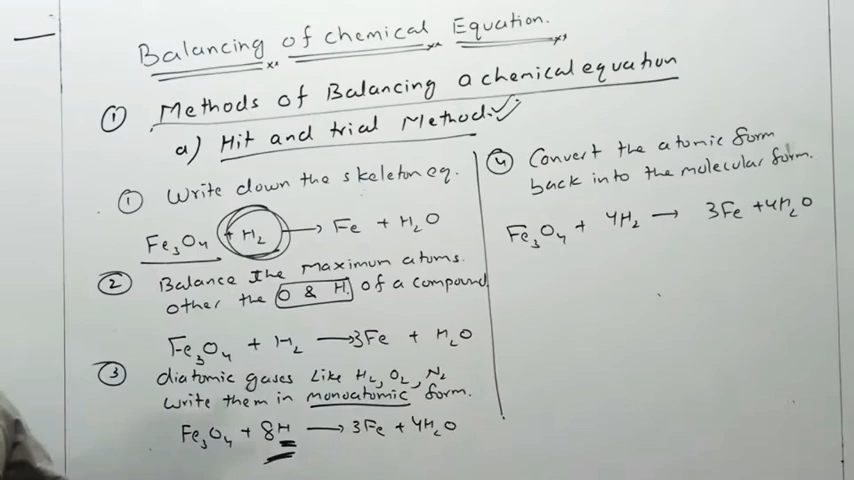 Balancing of chemical Equation.
① Methods of Balancing a chemical equation
a) Hit and trial Method.
① Write down the skeleton eq.
Fe₃O₄ + H₂ → Fe + H₂O
② Balance the Maximum atoms.
other the O & H. of a compound
Fe₃O₄ + H₂ → 3Fe + H₂O
③ diatomic gases Like H₂, O₂, N₂
Write them in monoatomic form.
Fe₃O₄ + 8H → 3Fe + 4H₂O
④ Convert the atomic form
back into the molecular form.
Fe₃O₄ + 4H₂ → 3Fe + 4H₂O